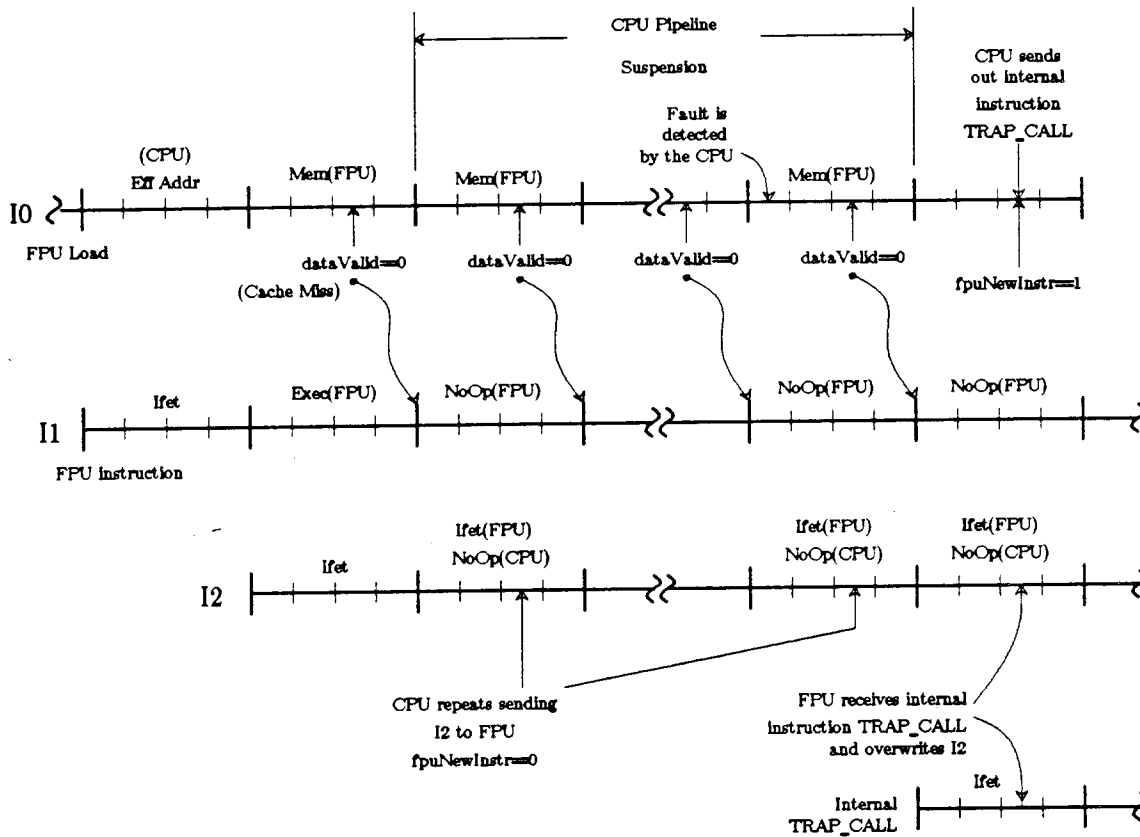 CPU Pipeline
Suspension
CPU sends
out internal
instruction
TRAP_CALL
Fault is
detected
by the CPU
(CPU)
Eff Addr
Mem(FPU)
Mem(FPU)
Mem(FPU)
I0
FPU Load
dataValid==0
(Cache Miss)
dataValid==0
dataValid==0
dataValid==0
fpuNewInstr==1
Ifet
Exec(FPU)
NoOp(FPU)
NoOp(FPU)
NoOp(FPU)
I1
FPU instruction
Ifet
Ifet(FPU)
NoOp(CPU)
Ifet(FPU)
NoOp(CPU)
Ifet(FPU)
NoOp(CPU)
I2
CPU repeats sending
I2 to FPU
fpuNewInstr==0
FPU receives internal
instruction TRAP_CALL
and overwrites I2
Ifet
Internal
TRAP_CALL